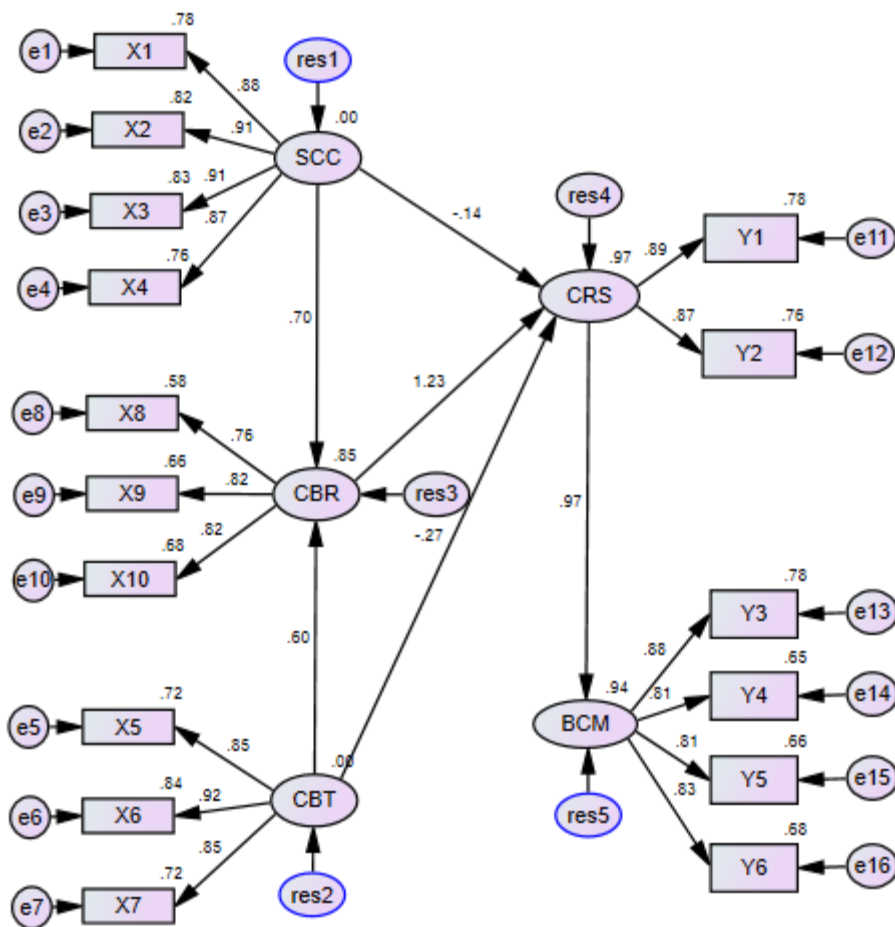 .78
e1
X1
res1
.88
.82
.00
e2
X2
.91
SCC
.83
.91
e3
X3
.87
.76
e4
X4
-.14
res4
.78
.97
.89
Y1
e11
CRS
.76
.87
Y2
e12
.70
.58
e8
X8
.76
1.23
.66
.85
e9
X9
.82
CBR
res3
.82
.68
e10
X10
-.27
.97
.60
.78
Y3
e13
.88
.65
.94
.81
Y4
e14
.72
e5
X5
BCM
.85
.81
.66
Y5
e15
.00
.84
.92
.83
e6
X6
CBT
res5
.68
.85
Y6
e16
.72
e7
X7
res2